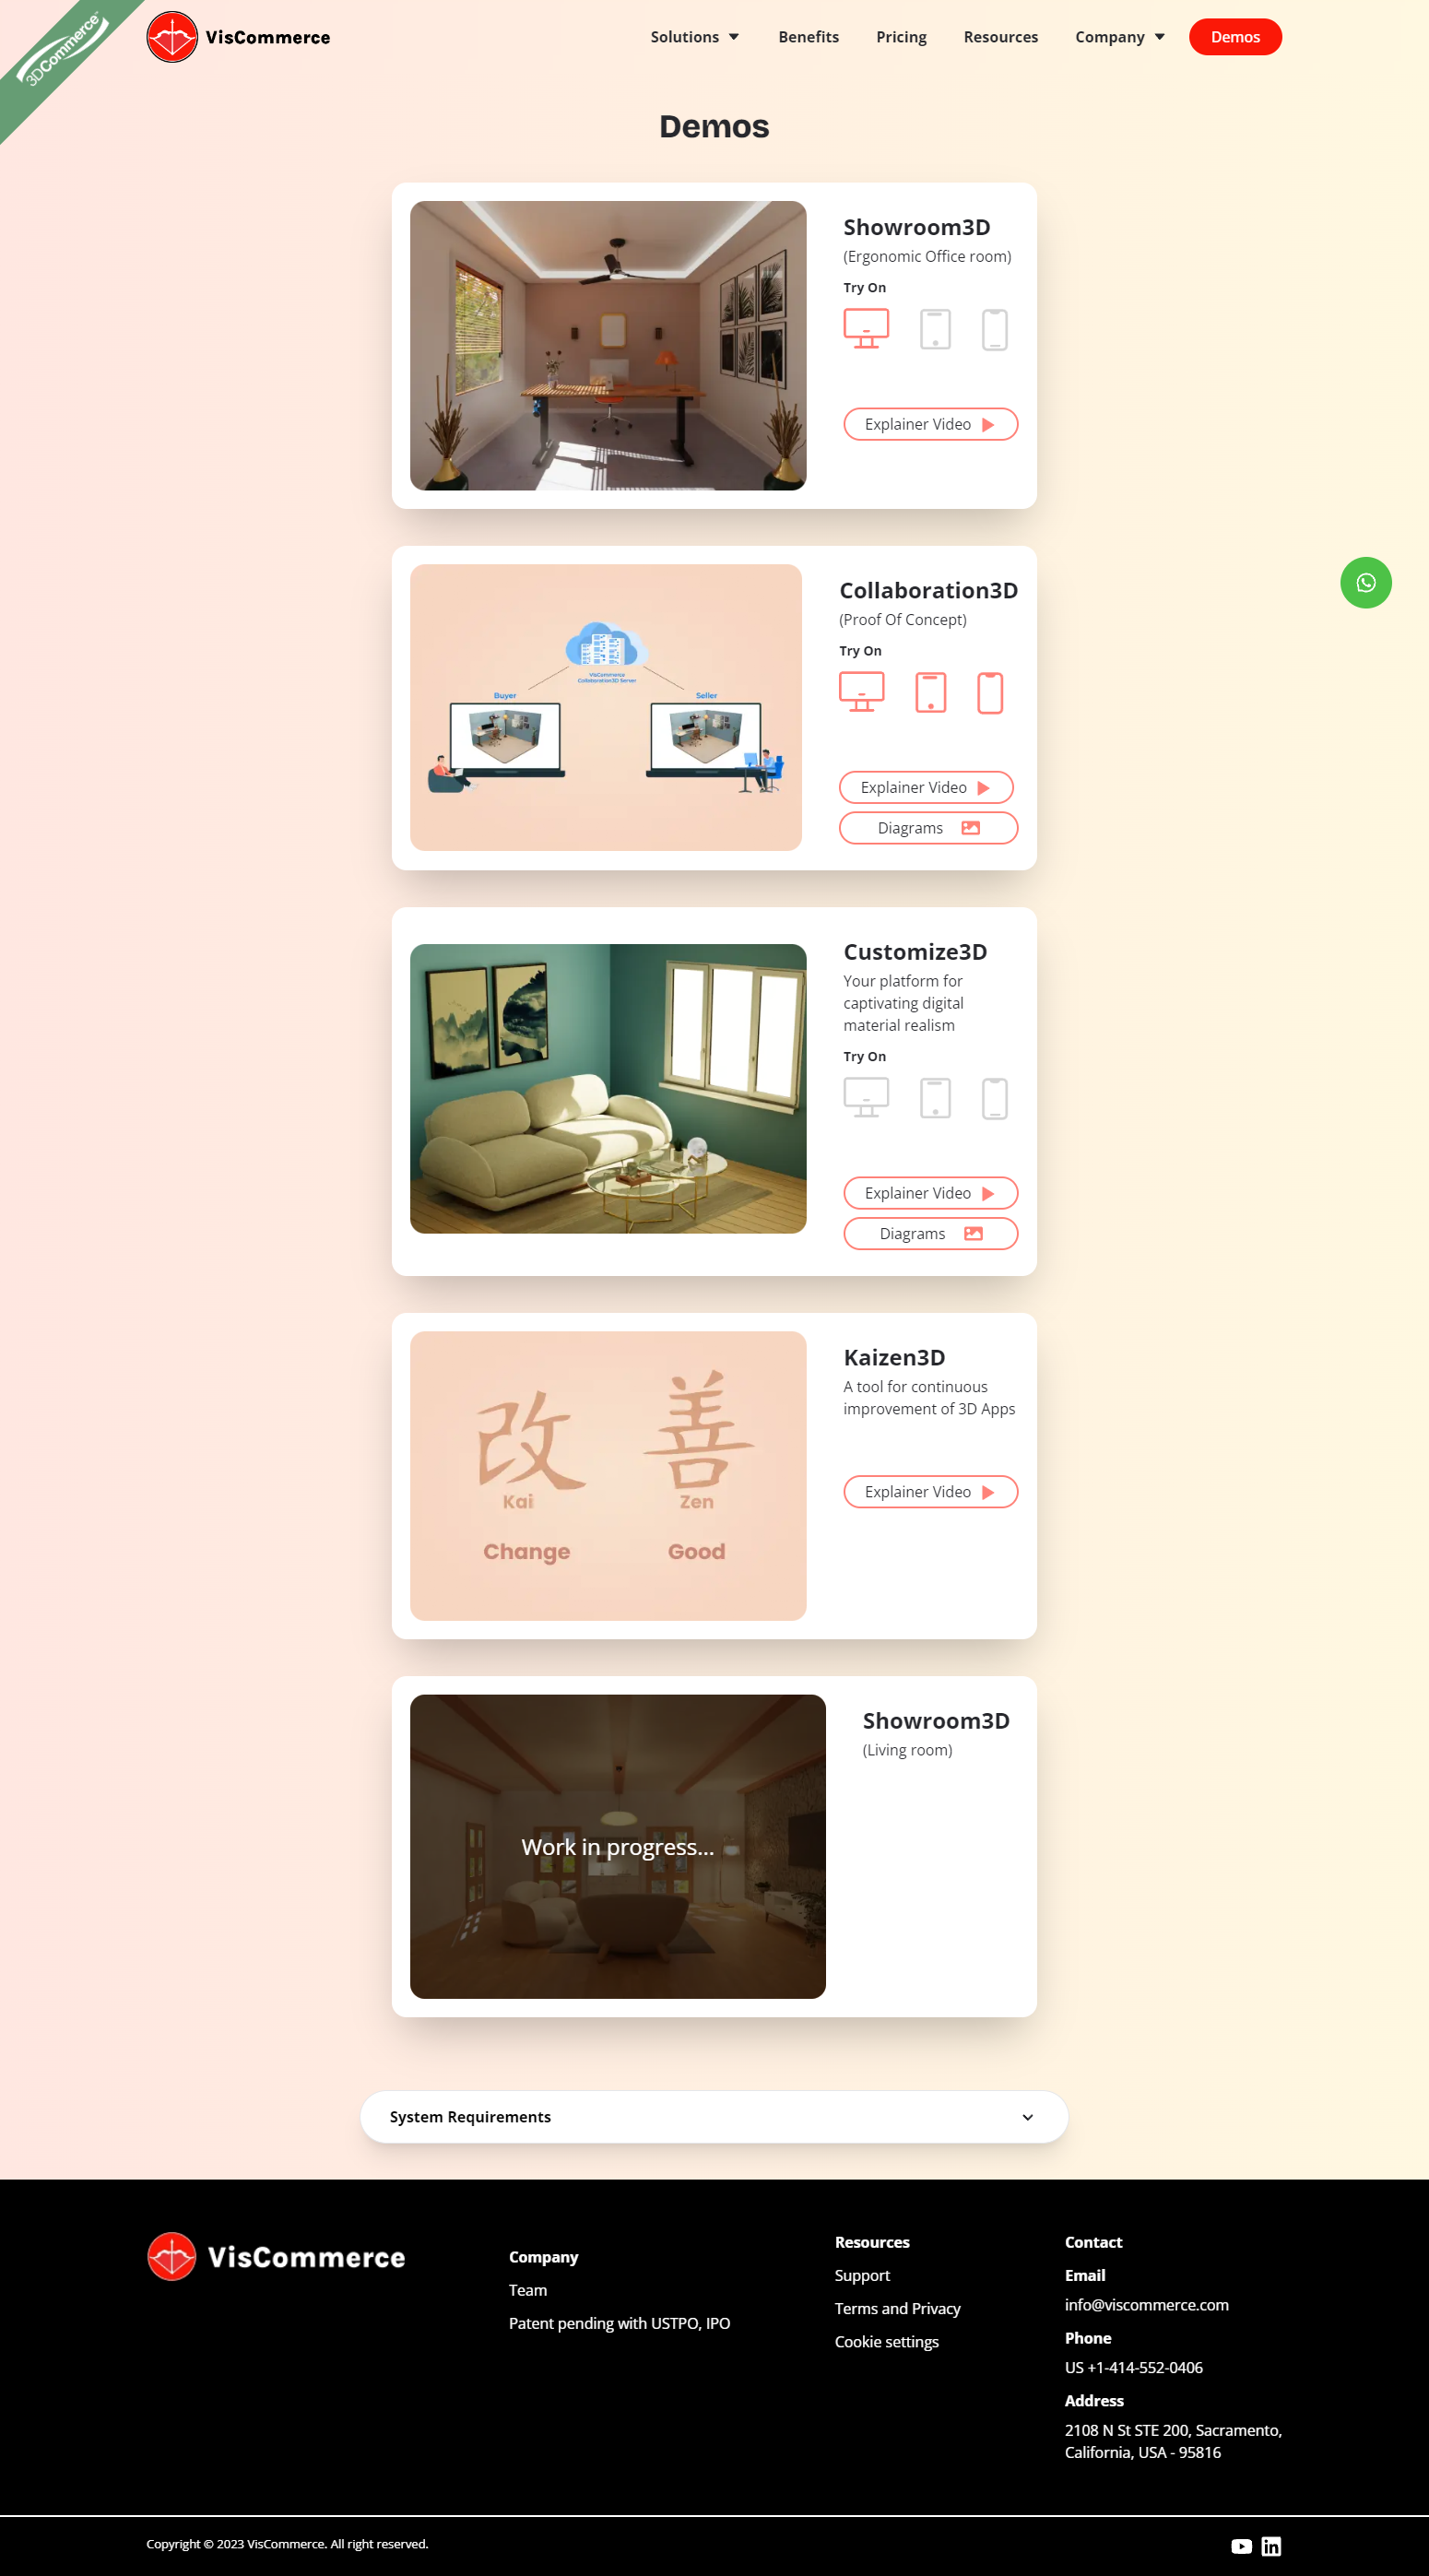 3DCommerce™
VisCommerce
Solutions
Benefits
Pricing
Resources
Company
Demos
Demos
Showroom3D
(Ergonomic Office room)
Try On
Explainer Video
VisCommerce
Collaboration3D Server
Buyer
Seller
Collaboration3D
(Proof Of Concept)
Try On
Explainer Video
Diagrams
Customize3D
Your platform for
captivating digital
material realism
Try On
Explainer Video
Diagrams
改 善
Kai Zen
Change Good
Kaizen3D
A tool for continuous
improvement of 3D Apps
Explainer Video
Work in progress...
Showroom3D
(Living room)
System Requirements
VisCommerce
Company
Team
Patent pending with USTPO, IPO
Resources
Support
Terms and Privacy
Cookie settings
Contact
Email
info@viscommerce.com
Phone
US +1-414-552-0406
Address
2108 N St STE 200, Sacramento,
California, USA - 95816
Copyright © 2023 VisCommerce. All right reserved.